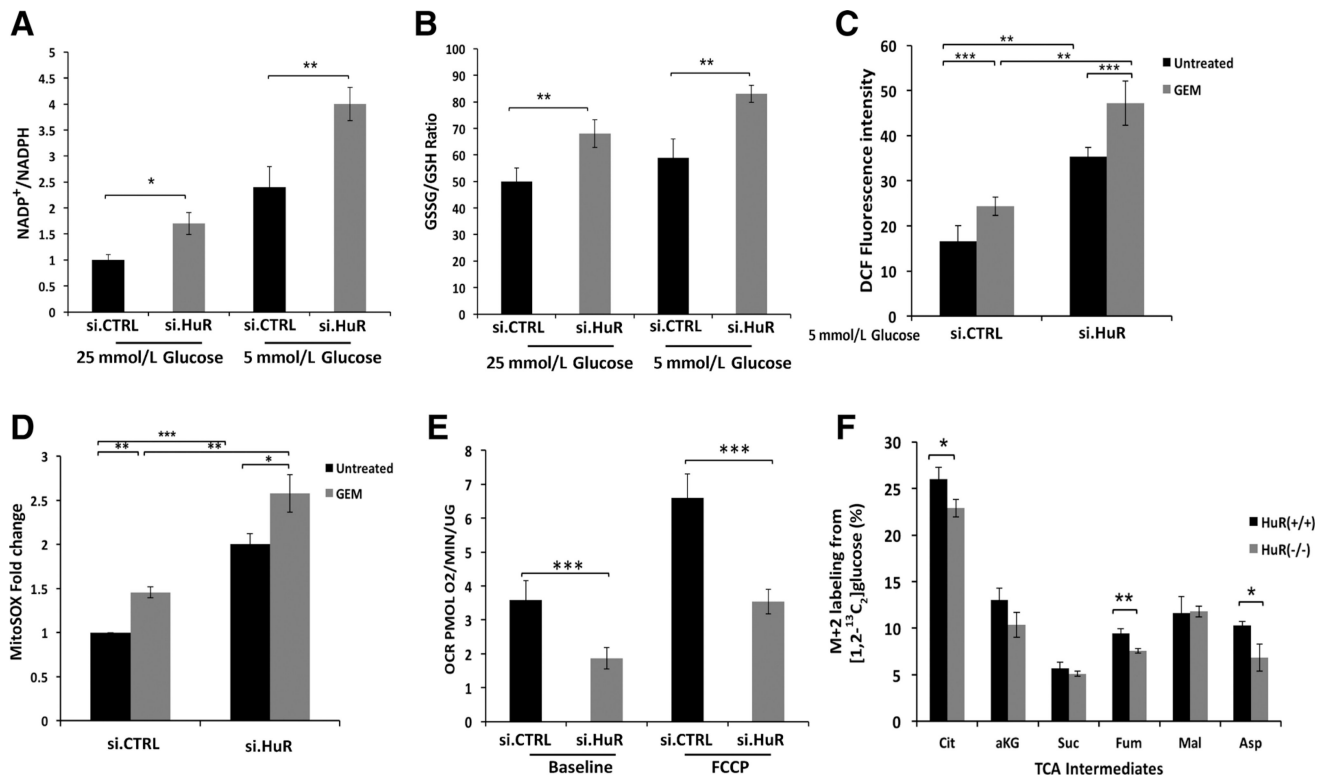 A
NADP+/NADPH
5
4.5
4
3.5
3
2.5
2
1.5
1
0.5
0
*
**
si.CTRL si.HuR si.CTRL si.HuR
25 mmol/L Glucose 5 mmol/L Glucose
B
GSSG/GSH Ratio
100
90
80
70
60
50
40
30
20
10
0
**
**
si.CTRL si.HuR si.CTRL si.HuR
25 mmol/L Glucose 5 mmol/L Glucose
C
DCF Fluorescence intensity
60
50
40
30
20
10
0
**
***
**
***
Untreated
GEM
5 mmol/L Glucose si.CTRL si.HuR
D
MitoSOX Fold change
3
2.5
2
1.5
1
0.5
0
***
**
**
*
Untreated
GEM
si.CTRL si.HuR
E
OCR PMOL O2/MIN/UG
8
7
6
5
4
3
2
1
0
***
***
si.CTRL si.HuR si.CTRL si.HuR
Baseline FCCP
F
M+2 labeling from
[1,2-¹³C₂]glucose (%)
30
25
20
15
10
5
0
*
**
*
HuR(+/+)
HuR(-/-)
Cit aKG Suc Fum Mal Asp
TCA Intermediates